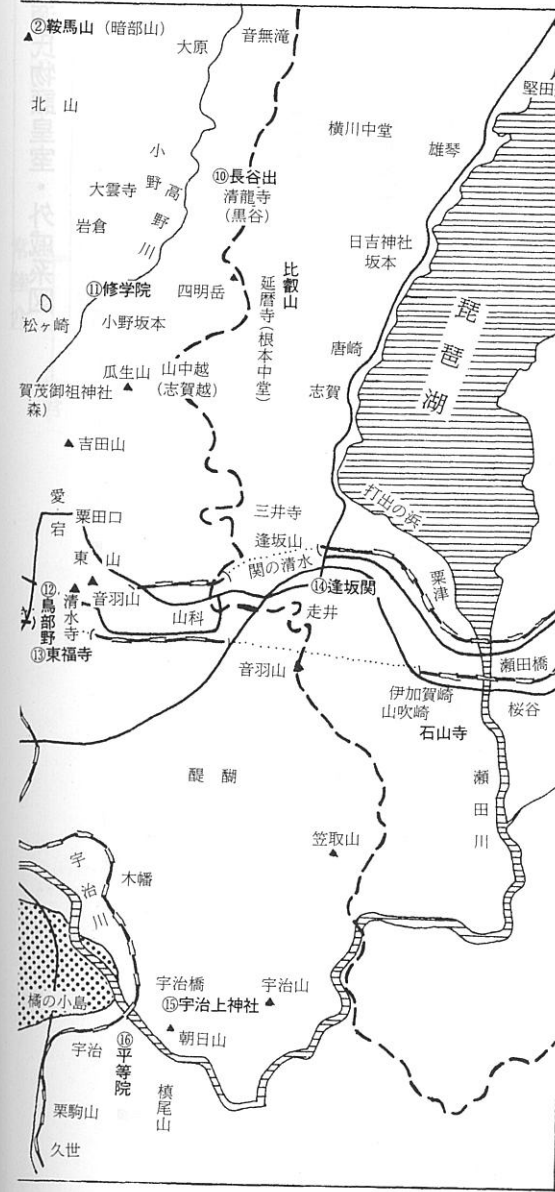 ②鞍馬山（暗部山）
大原
音無滝
堅田
北山
横川中堂
雄琴
小野
高野川
大雲寺
⑩長谷出
清龍寺
（黒谷）
岩倉
日吉神社
坂本
比叡山
延暦寺（根本中堂）
⑪修学院
四明岳
松ヶ崎
小野坂本
琵琶湖
唐崎
瓜生山
山中越
（志賀越）
賀茂御祖神社
森）
志賀
吉田山
打出の浜
愛宕
粟田口
三井寺
逢坂山
関の清水
粟津
東山
⑭逢坂関
⑫鳥部野
清水寺
音羽山
山科
走井
⑬東福寺
瀬田橋
音羽山
伊加賀崎
山吹崎
桜谷
石山寺
醍醐
瀬田川
笠取山
宇治川
木幡
宇治橋
宇治山
橘の小島
⑮宇治上神社
朝日山
宇治
⑯平等院
槙尾山
栗駒山
久世